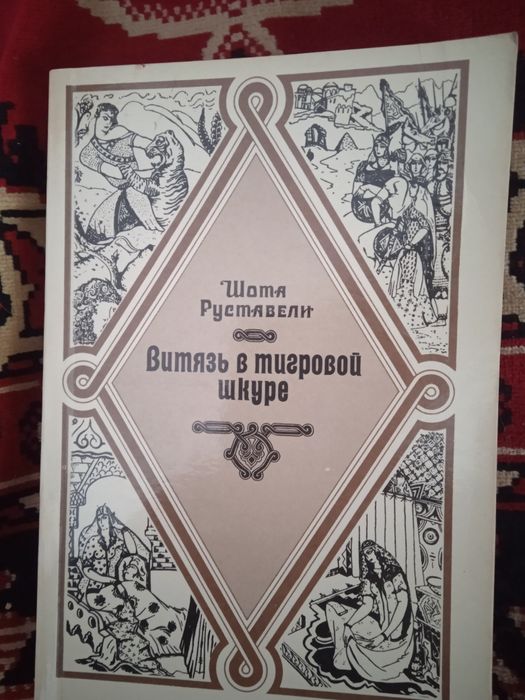 Шота
Руставели
Витязь в тигровой
шкуре